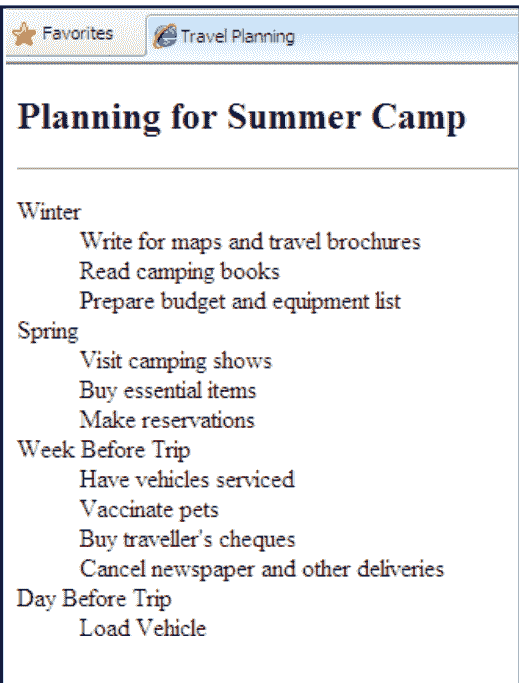 Favorites
Travel Planning
Planning for Summer Camp
Winter
Write for maps and travel brochures
Read camping books
Prepare budget and equipment list
Spring
Visit camping shows
Buy essential items
Make reservations
Week Before Trip
Have vehicles serviced
Vaccinate pets
Buy traveller's cheques
Cancel newspaper and other deliveries
Day Before Trip
Load Vehicle